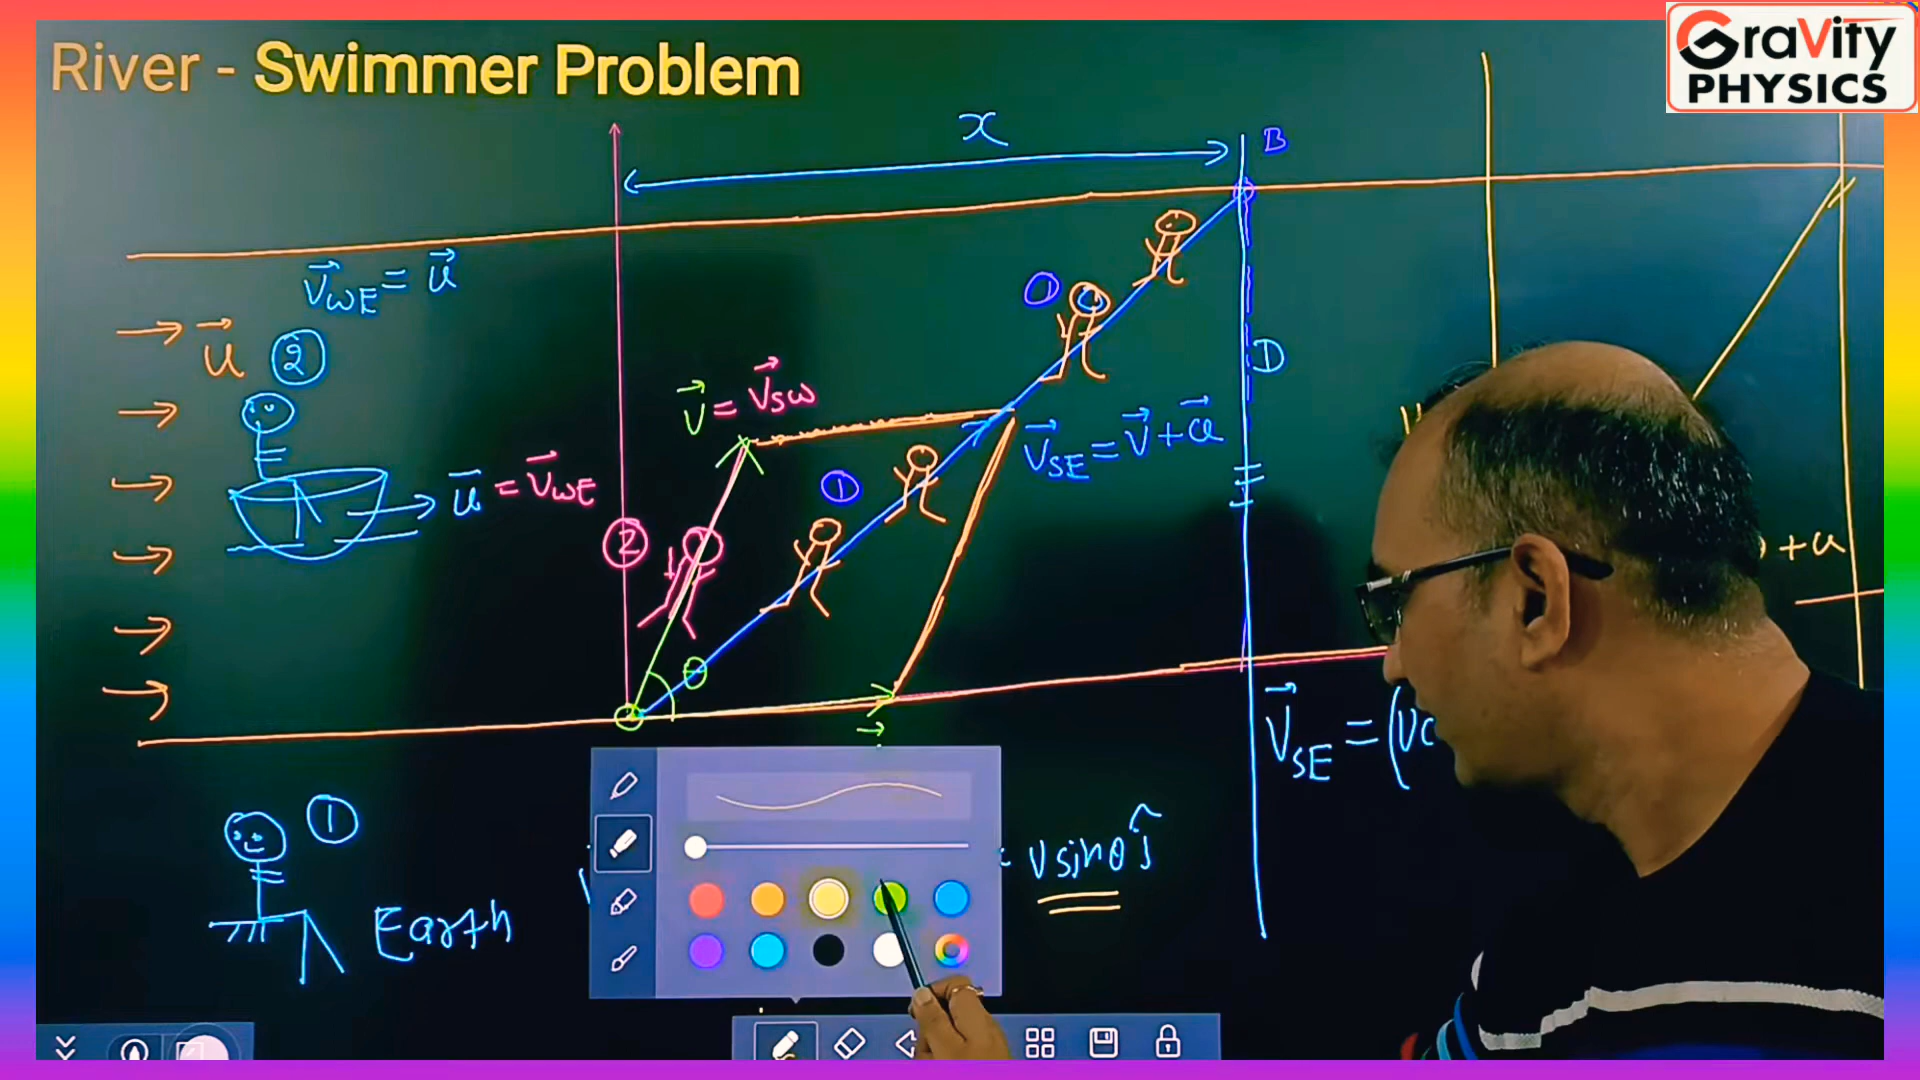 River - Swimmer Problem
GraVity
PHYSICS
x
B
V⃗WE = u⃗
u⃗
②
①
D
v⃗ = V⃗SW
V⃗SE = v⃗ + u⃗
①
u⃗ = V⃗WE
②
+ u
θ
V⃗SE = (v
①
= v sinθ ĵ
Earth